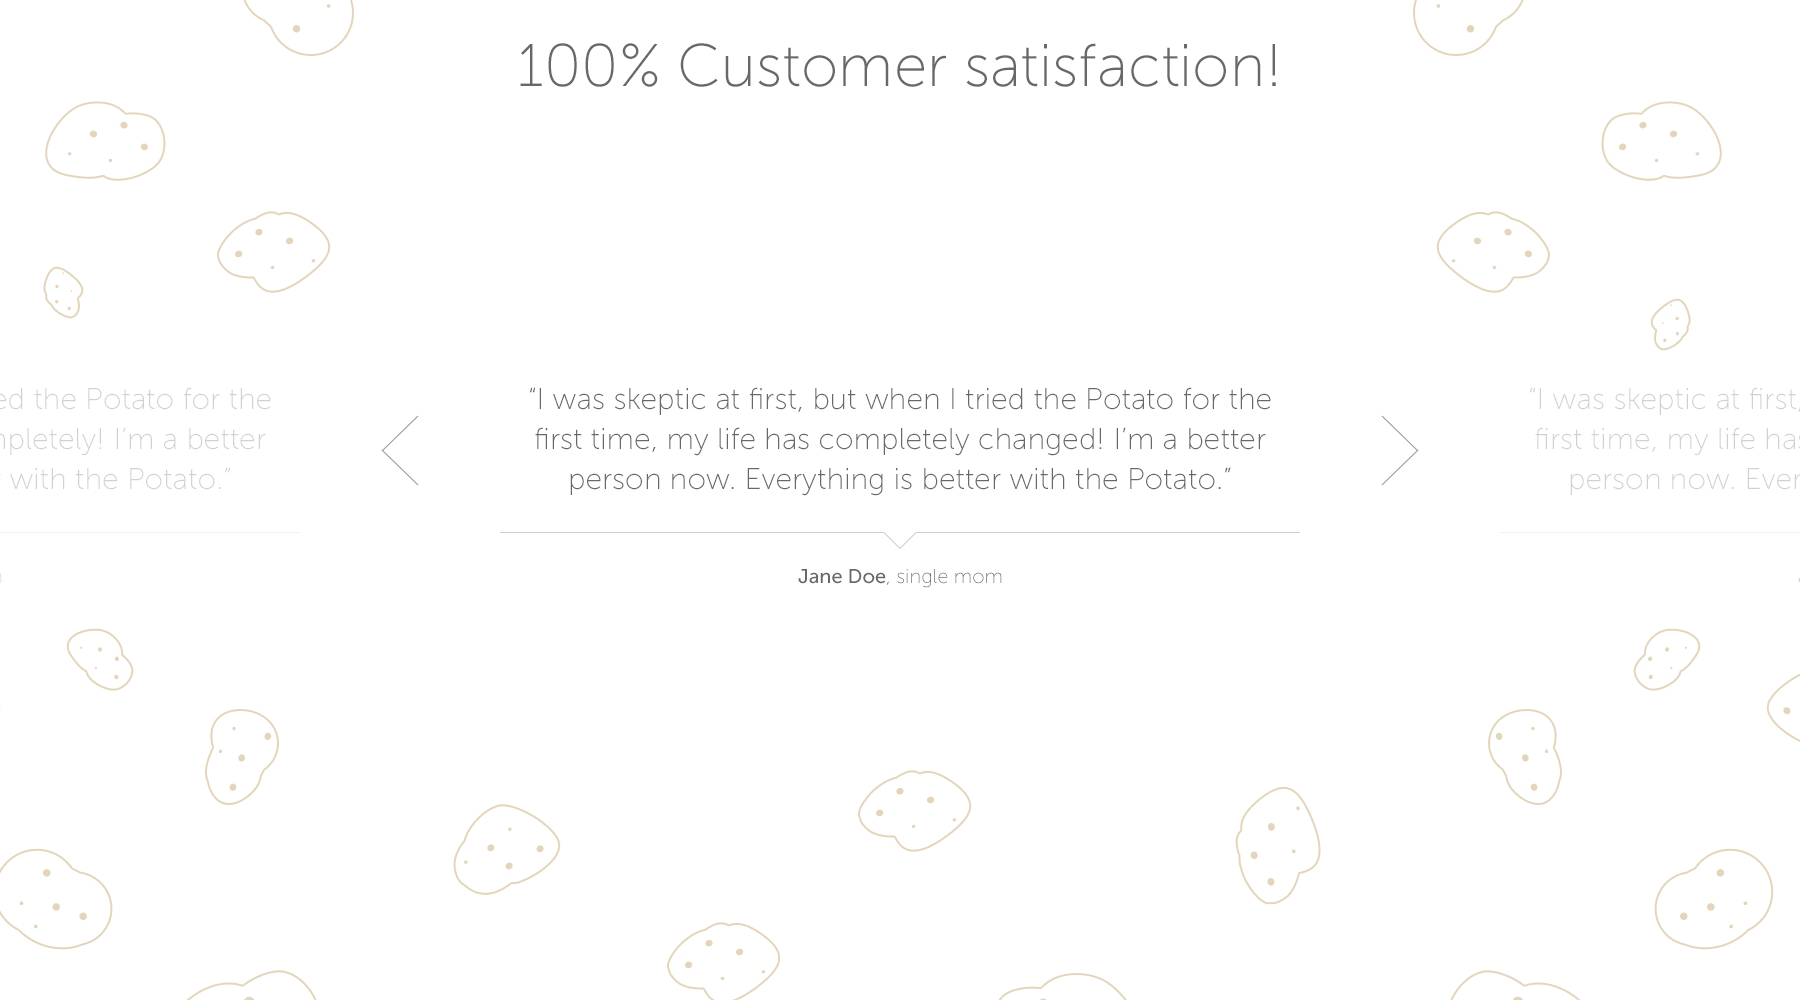 100% Customer satisfaction!
ed the Potato for the
“I was skeptic at first, but when I tried the Potato for the
“I was skeptic at first,
pletely! I’m a better
first time, my life has completely changed! I’m a better
first time, my life has
with the Potato.”
person now. Everything is better with the Potato.”
person now. Ever
Jane Doe, single mom